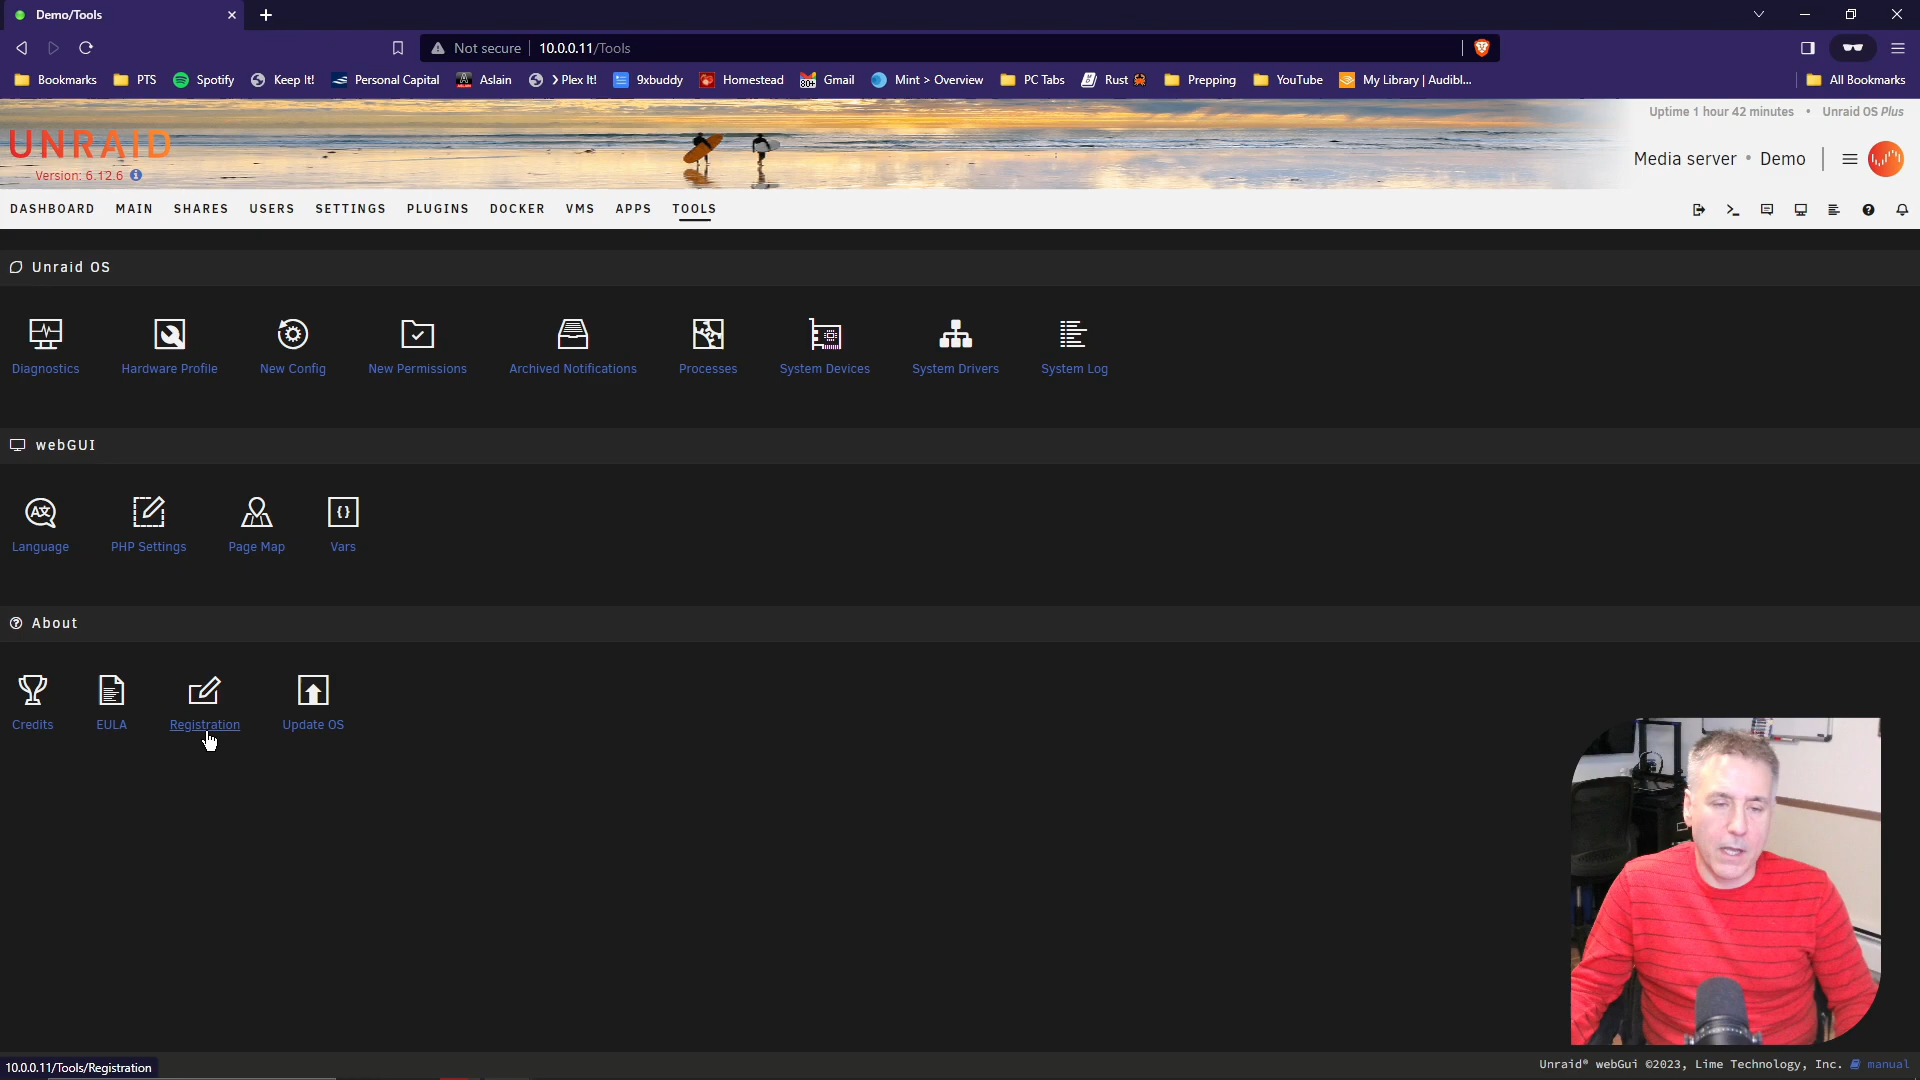 Demo/Tools
Not secure 10.0.0.11/Tools
Bookmarks PTS Spotify Keep It! Personal Capital Aslain > Plex It! 9xbuddy Homestead 80+ Gmail Mint > Overview PC Tabs Rust 🦀 Prepping YouTube My Library | Audibl... All Bookmarks
Uptime 1 hour 42 minutes • Unraid OS Plus
UNRAID
Version: 6.12.6
Media server • Demo
DASHBOARD MAIN SHARES USERS SETTINGS PLUGINS DOCKER VMS APPS TOOLS
Unraid OS
Diagnostics Hardware Profile New Config New Permissions Archived Notifications Processes System Devices System Drivers System Log
webGUI
Language PHP Settings Page Map Vars
About
Credits EULA Registration Update OS
10.0.0.11/Tools/Registration
Unraid® webGui ©2023, Lime Technology, Inc. manual